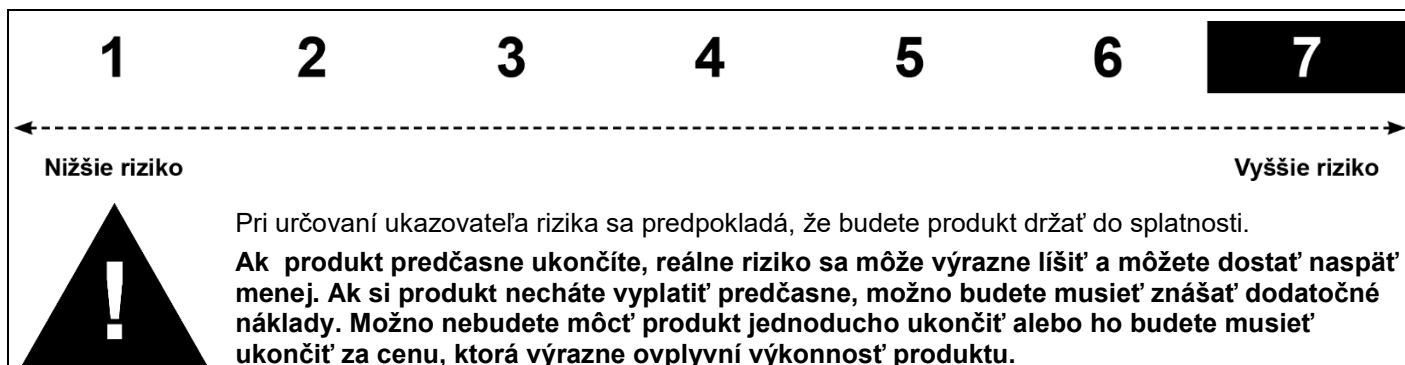 1 2 3 4 5 6 7
Nižšie riziko Vyššie riziko
!
Pri určovaní ukazovateľa rizika sa predpokladá, že budete produkt držať do splatnosti.
Ak produkt predčasne ukončíte, reálne riziko sa môže výrazne líšiť a môžete dostať naspäť
menej. Ak si produkt necháte vyplatiť predčasne, možno budete musieť znášať dodatočné
náklady. Možno nebudete môcť produkt jednoducho ukončiť alebo ho budete musieť
ukončiť za cenu, ktorá výrazne ovplyvní výkonnosť produktu.